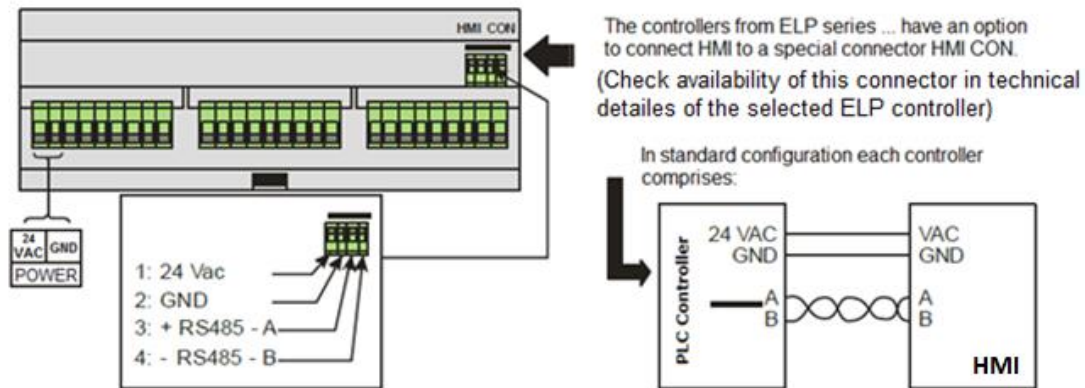 HMI CON
The controllers from ELP series ... have an option
to connect HMI to a special connector HMI CON.
(Check availability of this connector in technical
detailes of the selected ELP controller)
In standard configuration each controller
comprises:
24 VAC
GND
POWER
1: 24 Vac
2: GND
3: + RS485 - A
4: - RS485 - B
PLC Controller
24 VAC
GND
A
B
VAC
GND
A
B
HMI